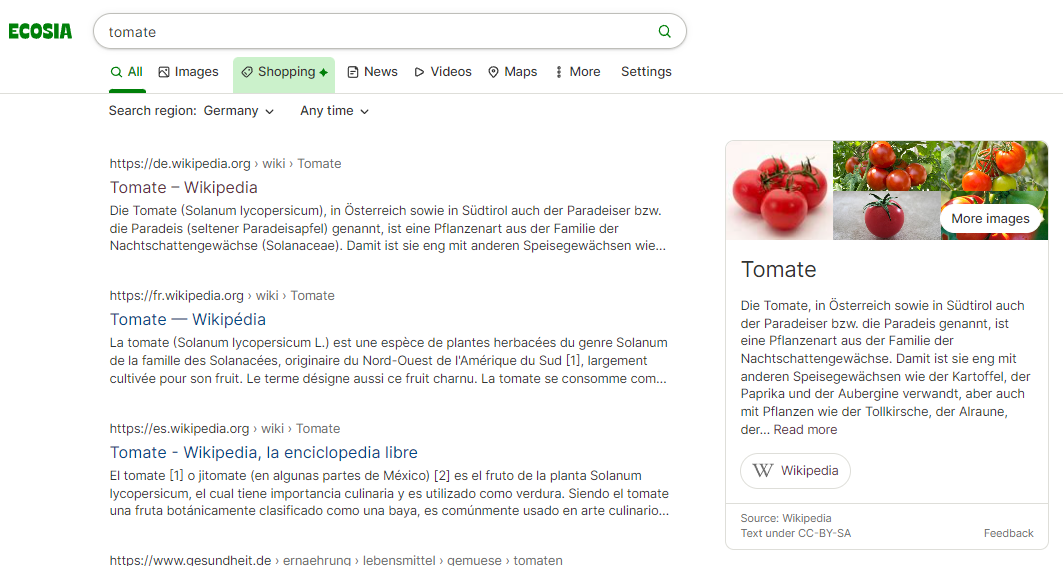 ECOSIA
tomate
All Images Shopping News Videos Maps More Settings
Search region: Germany Any time
https://de.wikipedia.org › wiki › Tomate
Tomate – Wikipedia
Die Tomate (Solanum lycopersicum), in Österreich sowie in Südtirol auch der Paradeiser bzw.
die Paradeis (seltener Paradeisapfel) genannt, ist eine Pflanzenart aus der Familie der
Nachtschattengewächse (Solanaceae). Damit ist sie eng mit anderen Speisegewächsen wie...
https://fr.wikipedia.org › wiki › Tomate
Tomate — Wikipédia
La tomate (Solanum lycopersicum L.) est une espèce de plantes herbacées du genre Solanum
de la famille des Solanacées, originaire du Nord-Ouest de l'Amérique du Sud [1], largement
cultivée pour son fruit. Le terme désigne aussi ce fruit charnu. La tomate se consomme com...
https://es.wikipedia.org › wiki › Tomate
Tomate - Wikipedia, la enciclopedia libre
El tomate [1] o jitomate (en algunas partes de México) [2] es el fruto de la planta Solanum
lycopersicum, el cual tiene importancia culinaria y es utilizado como verdura. Siendo el tomate
una fruta botánicamente clasificado como una baya, es comúnmente usado en arte culinario...
https://www.gesundheit.de › ernaehrung › lebensmittel › gemuese › tomaten
More images
Tomate
Die Tomate, in Österreich sowie in Südtirol auch
der Paradeiser bzw. die Paradeis genannt, ist
eine Pflanzenart aus der Familie der
Nachtschattengewächse. Damit ist sie eng mit
anderen Speisegewächsen wie der Kartoffel, der
Paprika und der Aubergine verwandt, aber auch
mit Pflanzen wie der Tollkirsche, der Alraune,
der... Read more
W Wikipedia
Source: Wikipedia
Text under CC-BY-SA
Feedback